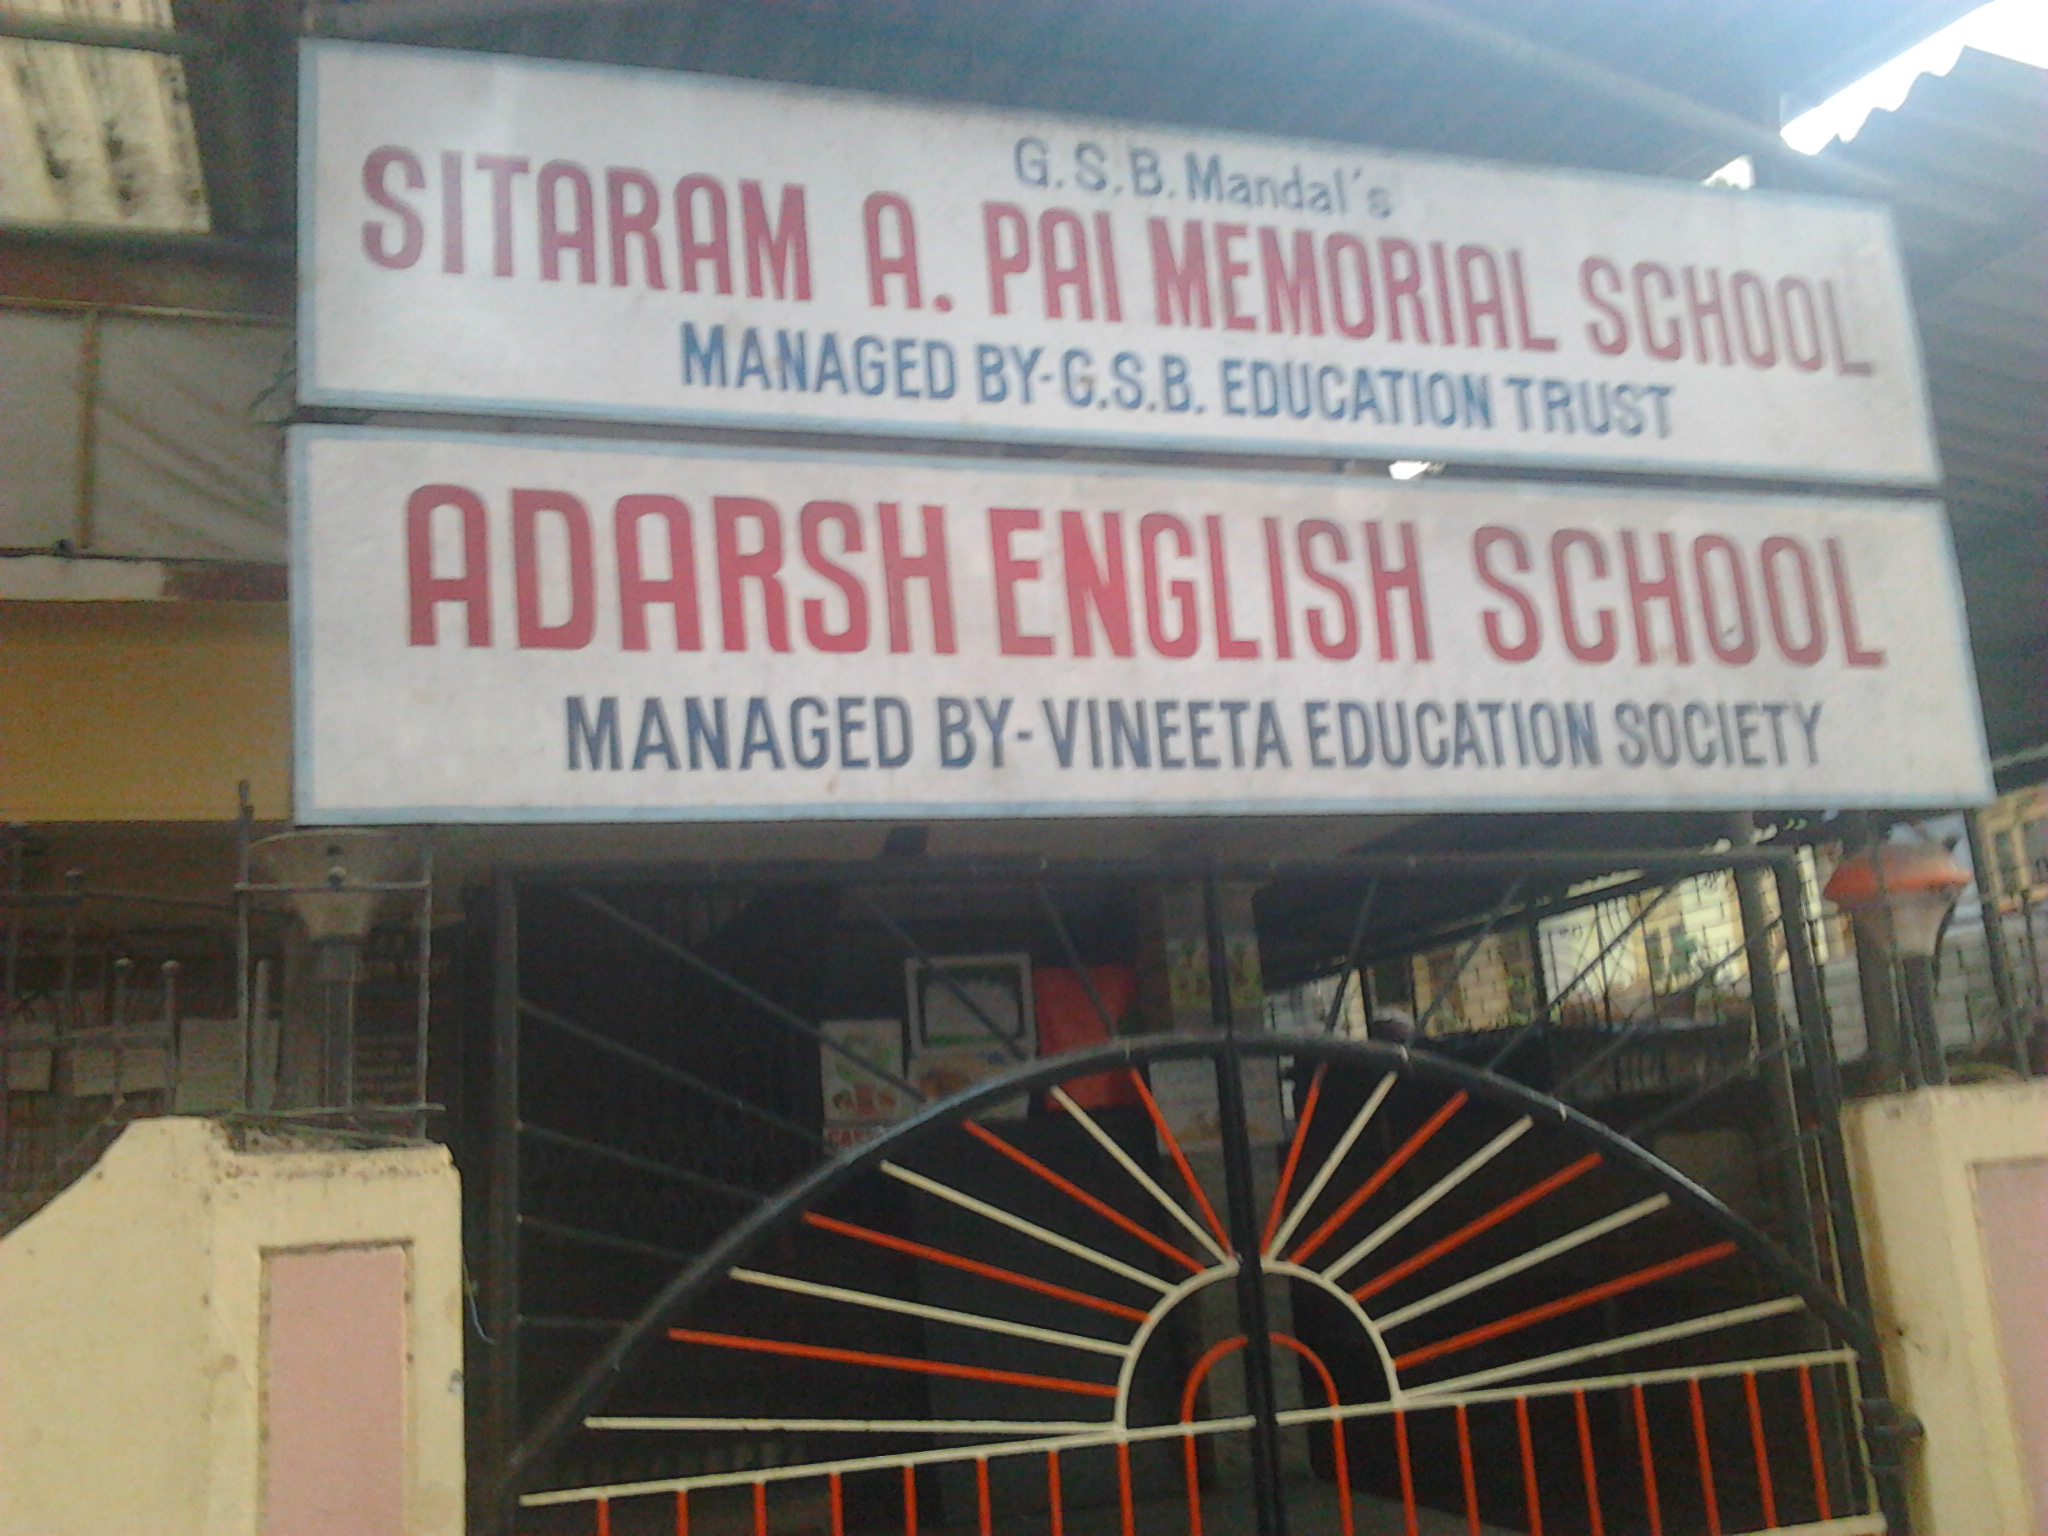 G.S.B. Mandal's
SITARAM A. PAI MEMORIAL SCHOOL
MANAGED BY-G.S.B. EDUCATION TRUST
ADARSH ENGLISH SCHOOL
MANAGED BY-VINEETA EDUCATION SOCIETY